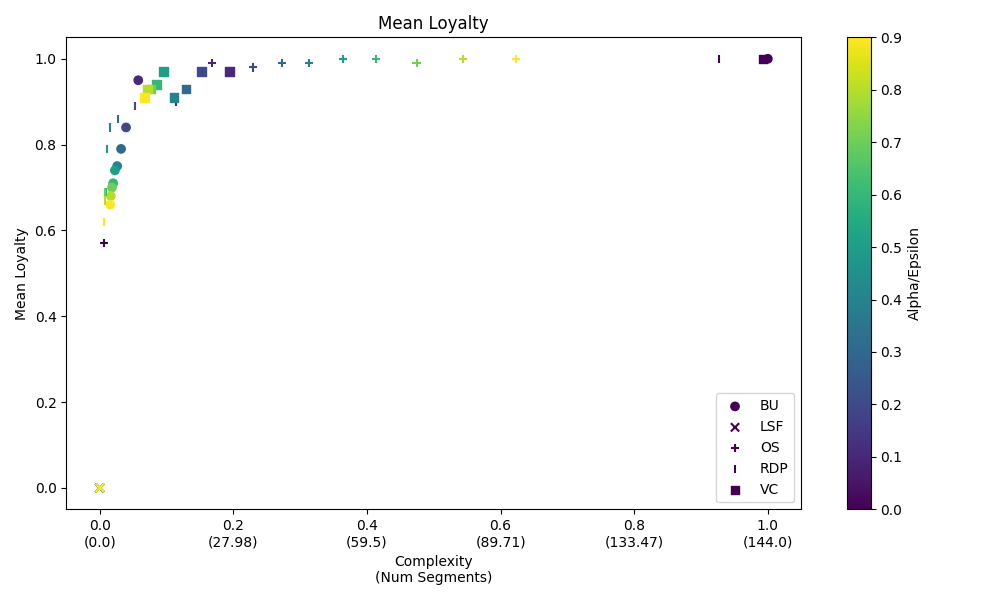 Mean Loyalty
Mean Loyalty
1.0
0.8
0.6
0.4
0.2
0.0
0.0
(0.0)
0.2
(27.98)
0.4
(59.5)
0.6
(89.71)
0.8
(133.47)
1.0
(144.0)
Complexity
(Num Segments)
BU
LSF
OS
RDP
VC
0.9
0.8
0.7
0.6
0.5
0.4
0.3
0.2
0.1
0.0
Alpha/Epsilon